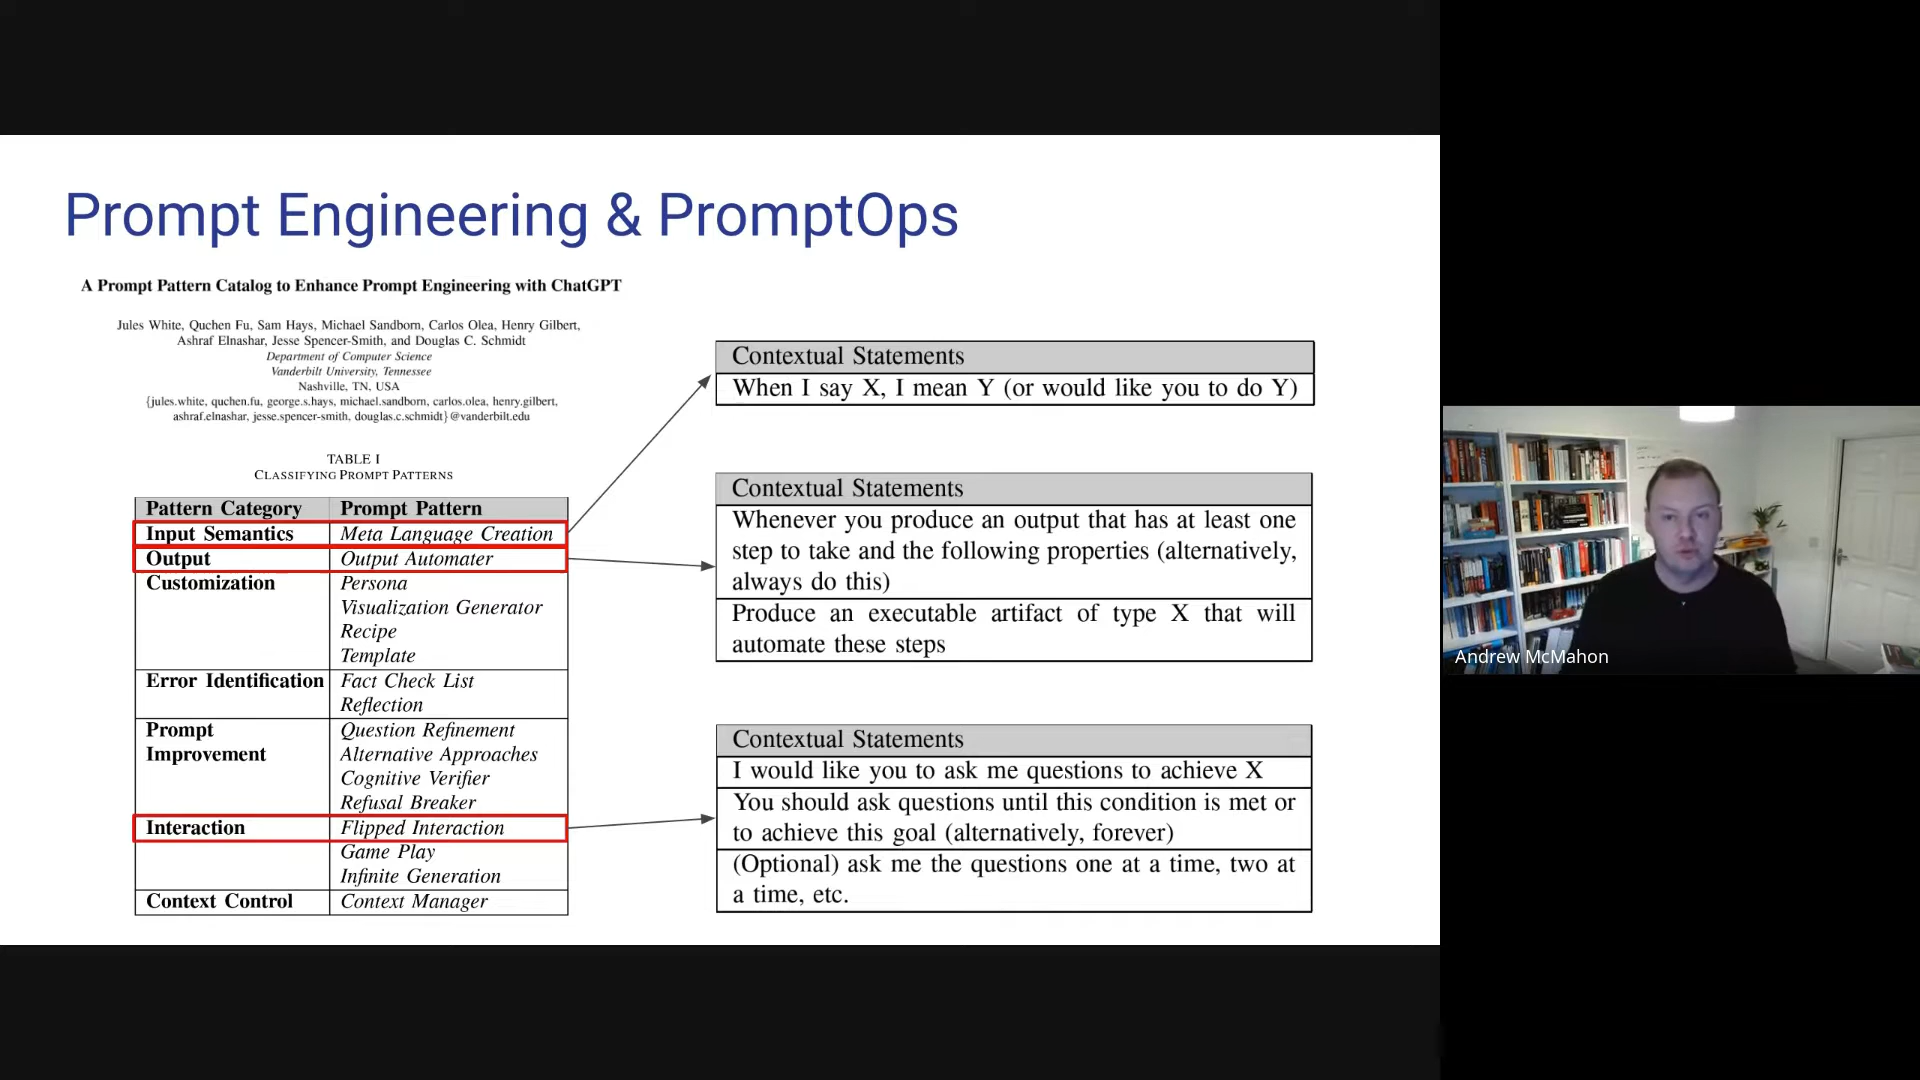 Prompt Engineering & PromptOps
A Prompt Pattern Catalog to Enhance Prompt Engineering with ChatGPT
Jules White, Quchen Fu, Sam Hays, Michael Sandborn, Carlos Olea, Henry Gilbert,
Ashraf Elnashar, Jesse Spencer-Smith, and Douglas C. Schmidt
Department of Computer Science
Vanderbilt University, Tennessee
Nashville, TN, USA
{jules.white, quchen.fu, george.s.hays, michael.sandborn, carlos.olea, henry.gilbert,
ashraf.elnashar, jesse.spencer-smith, douglas.c.schmidt}@vanderbilt.edu
TABLE I
CLASSIFYING PROMPT PATTERNS
Pattern Category Prompt Pattern
Input Semantics Meta Language Creation
Output Output Automater
Customization Persona
Visualization Generator
Recipe
Template
Error Identification Fact Check List
Reflection
Prompt Question Refinement
Improvement Alternative Approaches
Cognitive Verifier
Refusal Breaker
Interaction Flipped Interaction
Game Play
Infinite Generation
Context Control Context Manager
Contextual Statements
When I say X, I mean Y (or would like you to do Y)
Contextual Statements
Whenever you produce an output that has at least one
step to take and the following properties (alternatively,
always do this)
Produce an executable artifact of type X that will
automate these steps
Contextual Statements
I would like you to ask me questions to achieve X
You should ask questions until this condition is met or
to achieve this goal (alternatively, forever)
(Optional) ask me the questions one at a time, two at
a time, etc.
Andrew McMahon